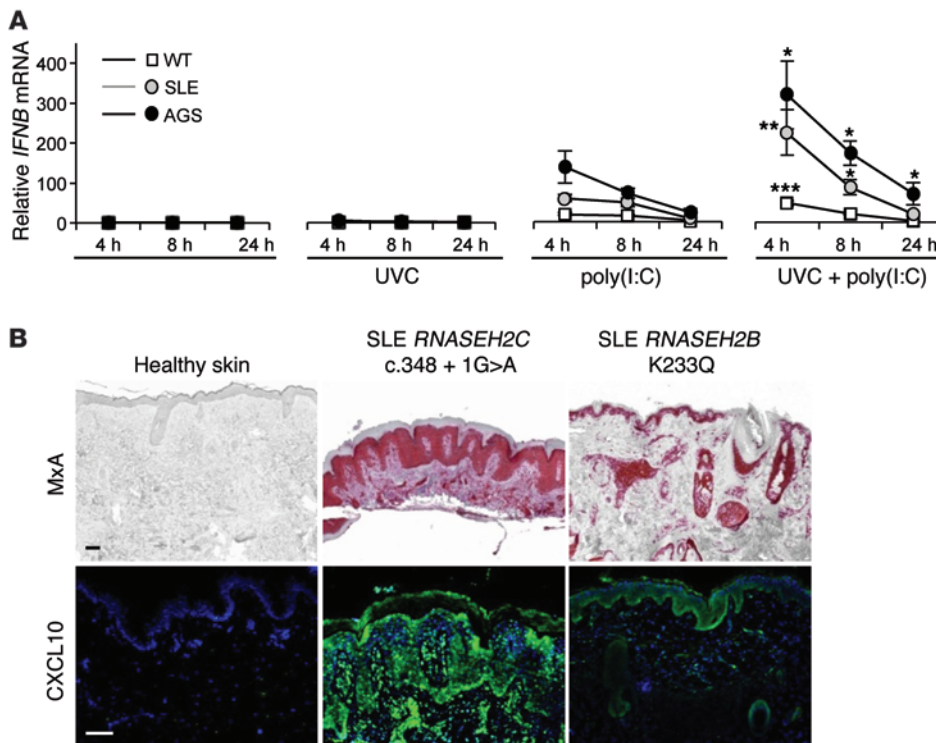 A
Relative IFNB mRNA
400
300
200
100
0
WT
SLE
AGS
*
**
*
*
*
***
4 h 8 h 24 h
4 h 8 h 24 h
4 h 8 h 24 h
4 h 8 h 24 h
UVC
poly(I:C)
UVC + poly(I:C)
B
Healthy skin
SLE RNASEH2C
c.348 + 1G>A
SLE RNASEH2B
K233Q
MxA
CXCL10